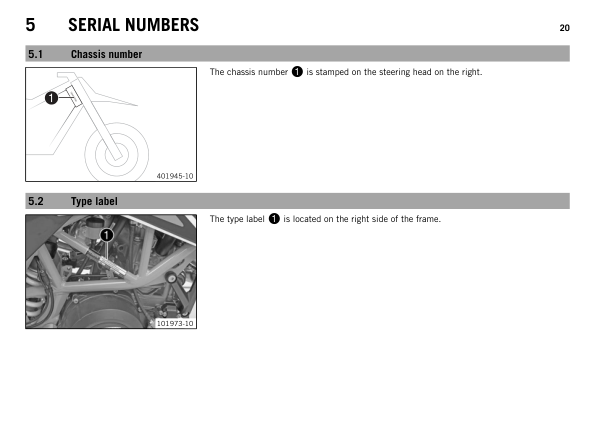 5 SERIAL NUMBERS 20
5.1 Chassis number
1
401945-10
The chassis number 1 is stamped on the steering head on the right.
5.2 Type label
1
101973-10
The type label 1 is located on the right side of the frame.